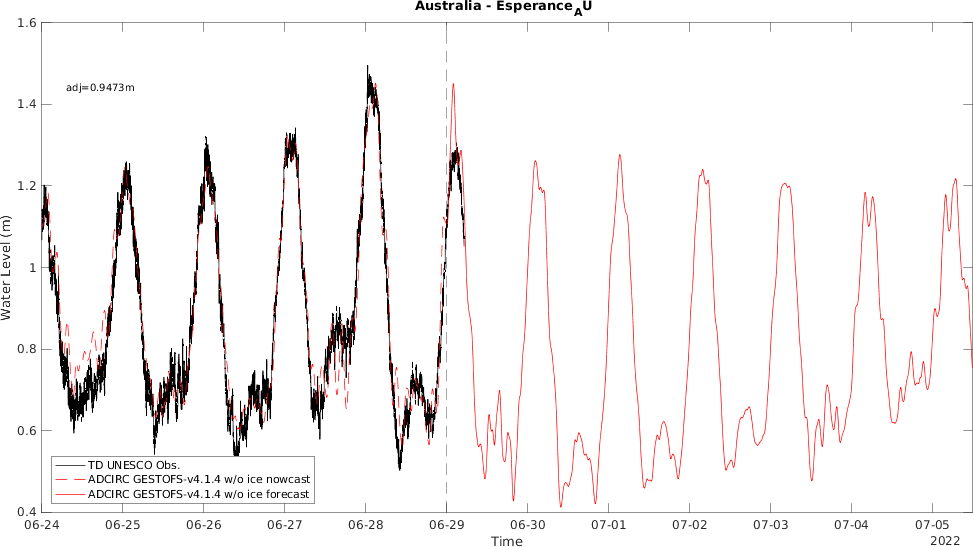 Australia - Esperance_AU
1.6
1.4
1.2
1
0.8
0.6
0.4
Water Level (m)
adj=0.9473m
TD UNESCO Obs.
ADCIRC GESTOFS-v4.1.4 w/o ice nowcast
ADCIRC GESTOFS-v4.1.4 w/o ice forecast
06-24 06-25 06-26 06-27 06-28 06-29 06-30 07-01 07-02 07-03 07-04 07-05
Time
2022